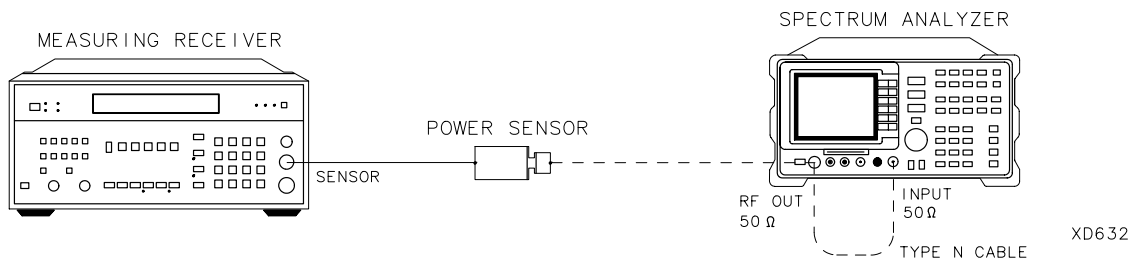 SPECTRUM ANALYZER
MEASURING RECEIVER
POWER SENSOR
SENSOR
RF OUT
50 Ω
INPUT
50 Ω
TYPE N CABLE
XD632